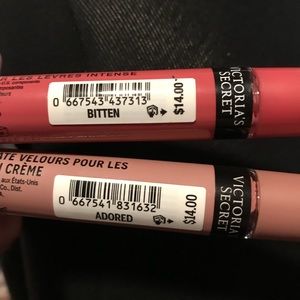 LES LÈVRES INTENSE
U.S. components
0 667543 437313
BITTEN
$14.00
VICTORIA'S
SECRET
VELOURS POUR LES
CRÈME
aux États-Unis
Co., Dist.
0 667541 831632
ADORED
$14.00
VICTORIA'S
SECRET